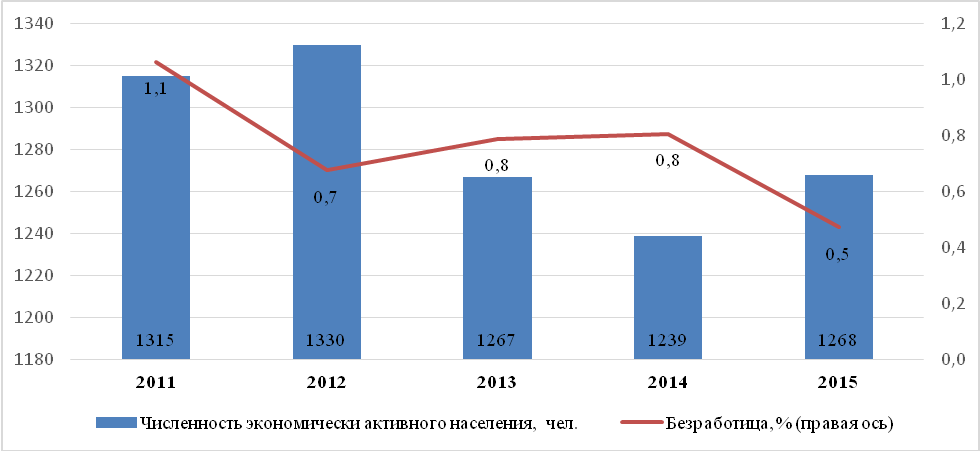 1340 1,2
1320 1,0
1,1
1300
1280 0,8
0,8 0,8
1260 0,7 0,6
1240 0,5 0,4
1220
1200 1315 1330 1267 1239 1268 0,2
1180 0,0
2011 2012 2013 2014 2015
Численность экономически активного населения, чел. Безработица, % (правая ось)